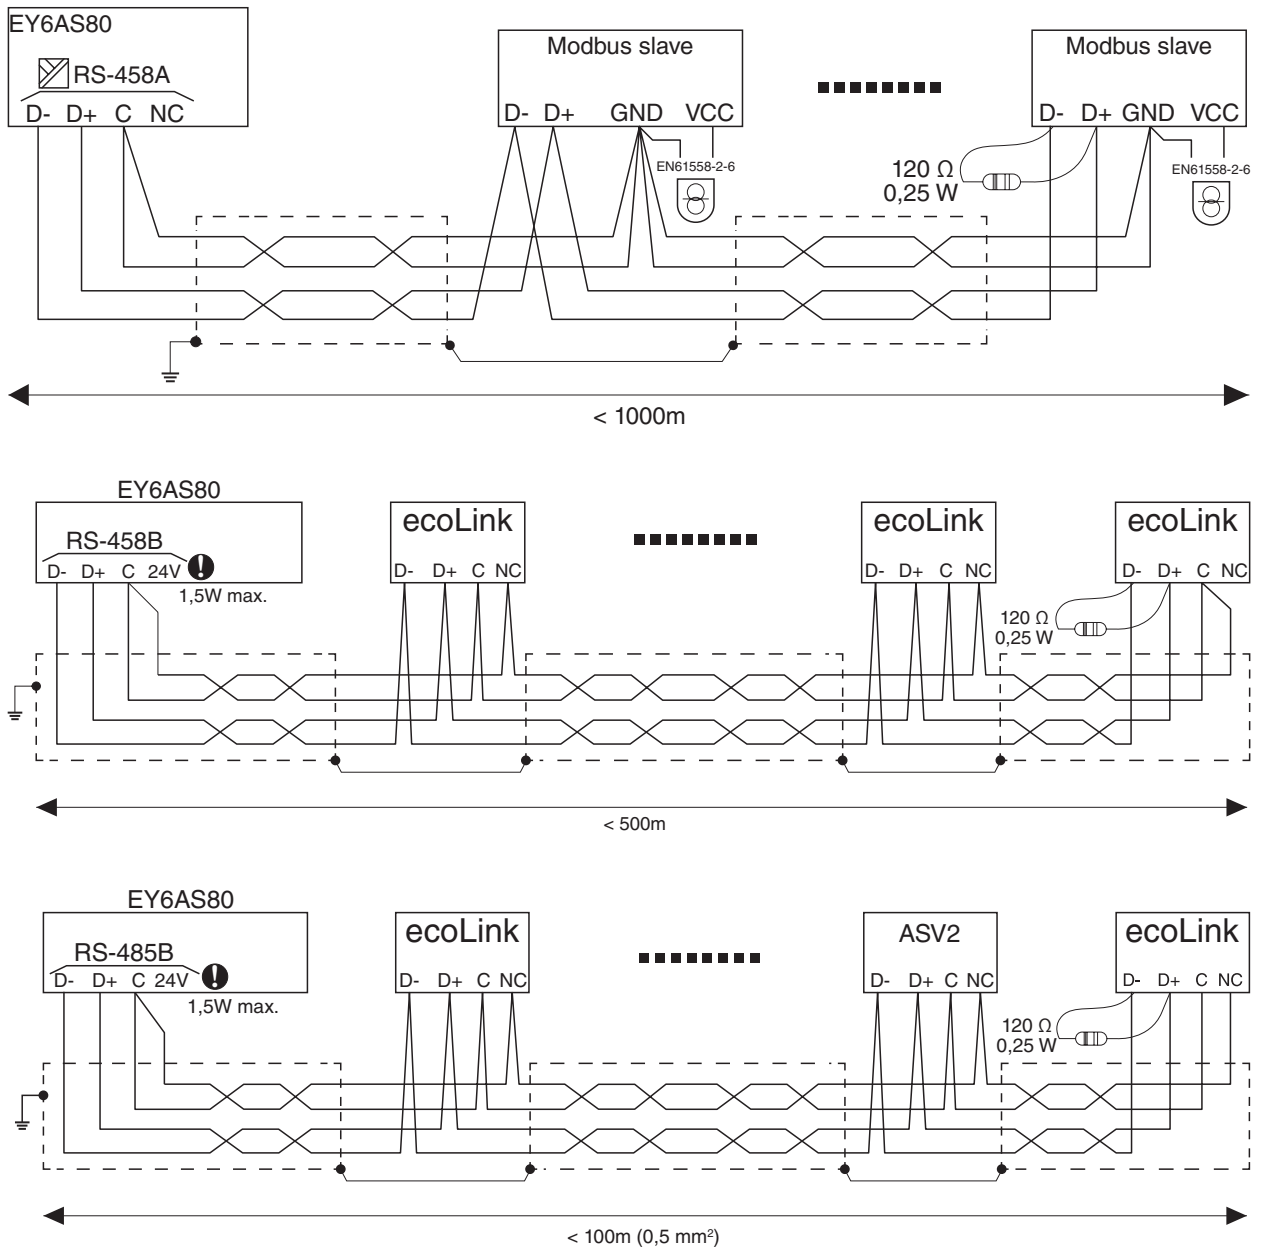 EY6AS80
RS-458A
D- D+ C NC
Modbus slave
D- D+ GND VCC
EN61558-2-6
Modbus slave
D- D+ GND VCC
120 Ω
0,25 W
EN61558-2-6
< 1000m
EY6AS80
RS-458B
D- D+ C 24V
1,5W max.
ecoLink
D- D+ C NC
ecoLink
D- D+ C NC
ecoLink
D- D+ C NC
120 Ω
0,25 W
< 500m
EY6AS80
RS-485B
D- D+ C 24V
1,5W max.
ecoLink
D- D+ C NC
ASV2
D- D+ C NC
ecoLink
D- D+ C NC
120 Ω
0,25 W
< 100m (0,5 mm²)